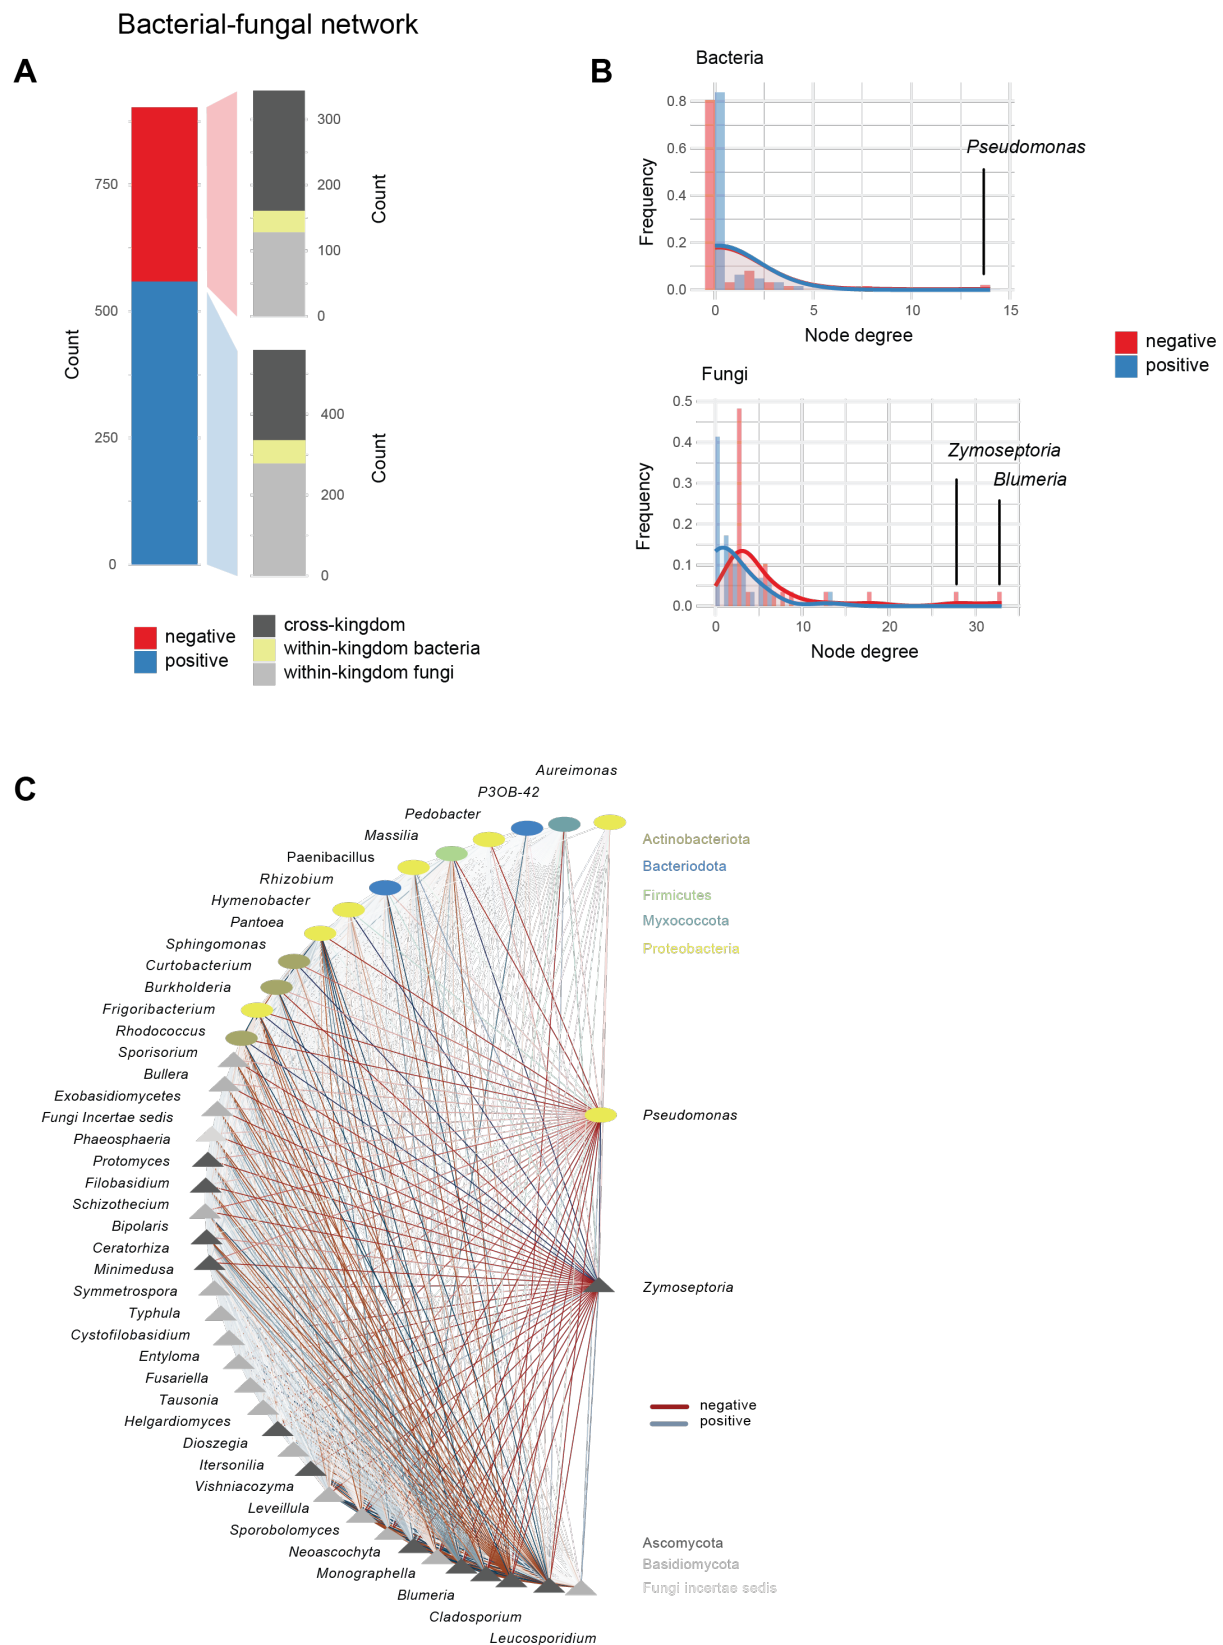 Bacterial-fungal network
A
750
500
250
0
Count
300
200
100
0
Count
400
200
0
Count
negative
positive
cross-kingdom
within-kingdom bacteria
within-kingdom fungi
B
Bacteria
0.8
0.6
0.4
0.2
0.0
Frequency
Pseudomonas
0 5 10 15
Node degree
negative
positive
Fungi
0.5
0.4
0.3
0.2
0.1
0.0
Frequency
Zymoseptoria
Blumeria
0 10 20 30
Node degree
C
Aureimonas
P3OB-42
Pedobacter
Massilia
Paenibacillus
Rhizobium
Hymenobacter
Pantoea
Sphingomonas
Curtobacterium
Burkholderia
Frigoribacterium
Rhodococcus
Sporisorium
Bullera
Exobasidiomycetes
Fungi Incertae sedis
Phaeosphaeria
Protomyces
Filobasidium
Schizothecium
Bipolaris
Ceratorhiza
Minimedusa
Symmetrospora
Typhula
Cystofilobasidium
Entyloma
Fusariella
Tausonia
Helgardiomyces
Dioszegia
Itersonilia
Vishniacozyma
Leveillula
Sporobolomyces
Neoascochyta
Monographella
Blumeria
Cladosporium
Leucosporidium
Actinobacteriota
Bacteriodota
Firmicutes
Myxococcota
Proteobacteria
Pseudomonas
Zymoseptoria
negative
positive
Ascomycota
Basidiomycota
Fungi incertae sedis